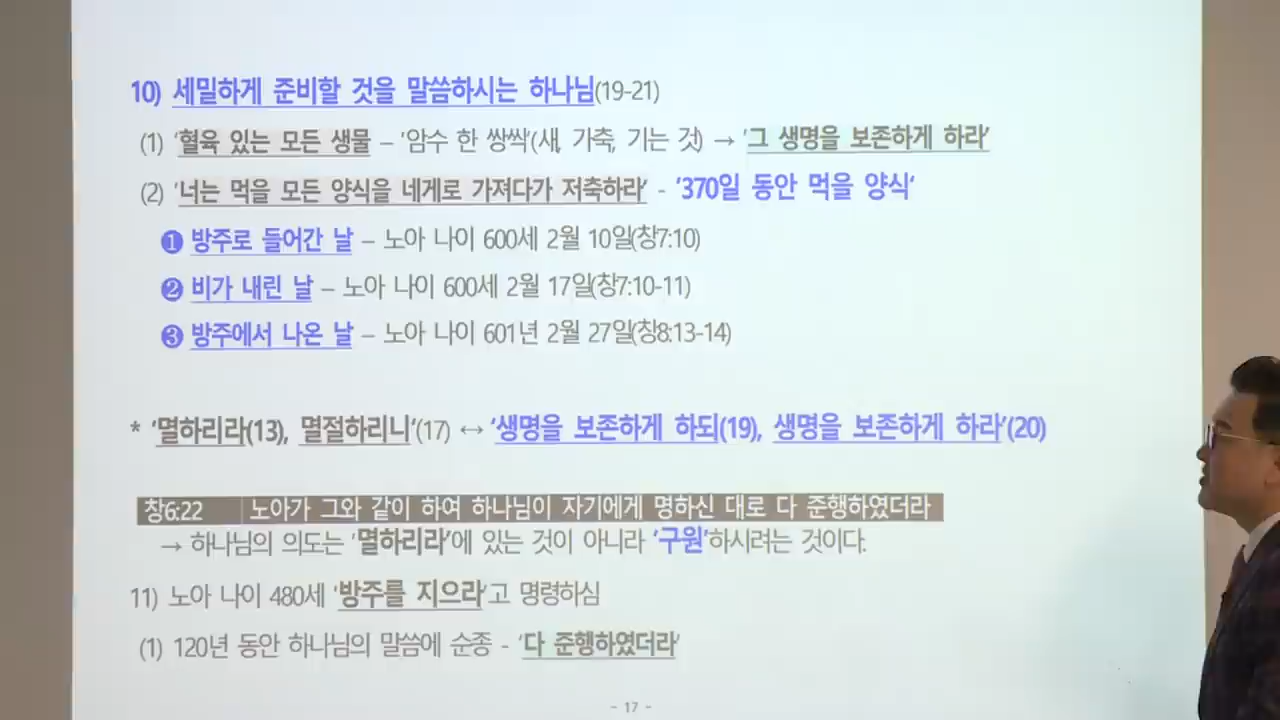 10) 세밀하게 준비할 것을 말씀하시는 하나님(19-21)
(1) '혈육 있는 모든 생물 – '암수 한 쌍씩'(새, 가축, 기는 것) → '그 생명을 보존하게 하라'
(2) '너는 먹을 모든 양식을 네게로 가져다가 저축하라' - '370일 동안 먹을 양식'
❶ 방주로 들어간 날 – 노아 나이 600세 2월 10일(창7:10)
❷ 비가 내린 날 – 노아 나이 600세 2월 17일(창7:10-11)
❸ 방주에서 나온 날 – 노아 나이 601년 2월 27일(창8:13-14)
* '멸하리라(13), 멸절하리니'(17) ↔ '생명을 보존하게 하되(19), 생명을 보존하게 하라'(20)
창6:22 노아가 그와 같이 하여 하나님이 자기에게 명하신 대로 다 준행하였더라
→ 하나님의 의도는 '멸하리라'에 있는 것이 아니라 '구원'하시려는 것이다.
11) 노아 나이 480세 '방주를 지으라'고 명령하심
(1) 120년 동안 하나님의 말씀에 순종 - '다 준행하였더라'
- 17 -